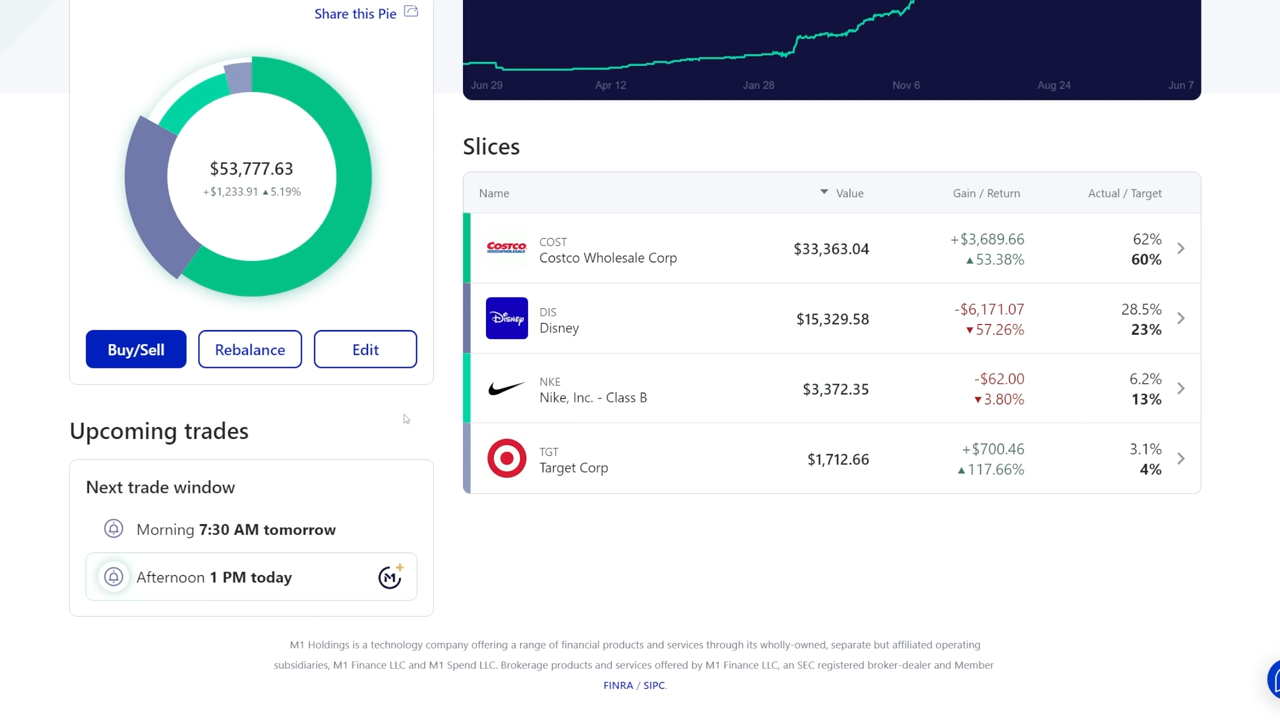 Share this Pie
$53,777.63
+$1,233.91 ▲5.19%
Buy/Sell
Rebalance
Edit
Upcoming trades
Next trade window
Morning 7:30 AM tomorrow
Afternoon 1 PM today
M
Jun 29
Apr 12
Jan 28
Nov 6
Aug 24
Jun 7
Slices
Name
▼ Value
Gain / Return
Actual / Target
COSTCO
WHOLESALE
COST
Costco Wholesale Corp
$33,363.04
+$3,689.66
▲53.38%
62%
60%
Disney
DIS
Disney
$15,329.58
-$6,171.07
▼57.26%
28.5%
23%
NKE
Nike, Inc. - Class B
$3,372.35
-$62.00
▼3.80%
6.2%
13%
TGT
Target Corp
$1,712.66
+$700.46
▲117.66%
3.1%
4%
M1 Holdings is a technology company offering a range of financial products and services through its wholly-owned, separate but affiliated operating
subsidiaries, M1 Finance LLC and M1 Spend LLC. Brokerage products and services offered by M1 Finance LLC, an SEC registered broker-dealer and Member
FINRA / SIPC.